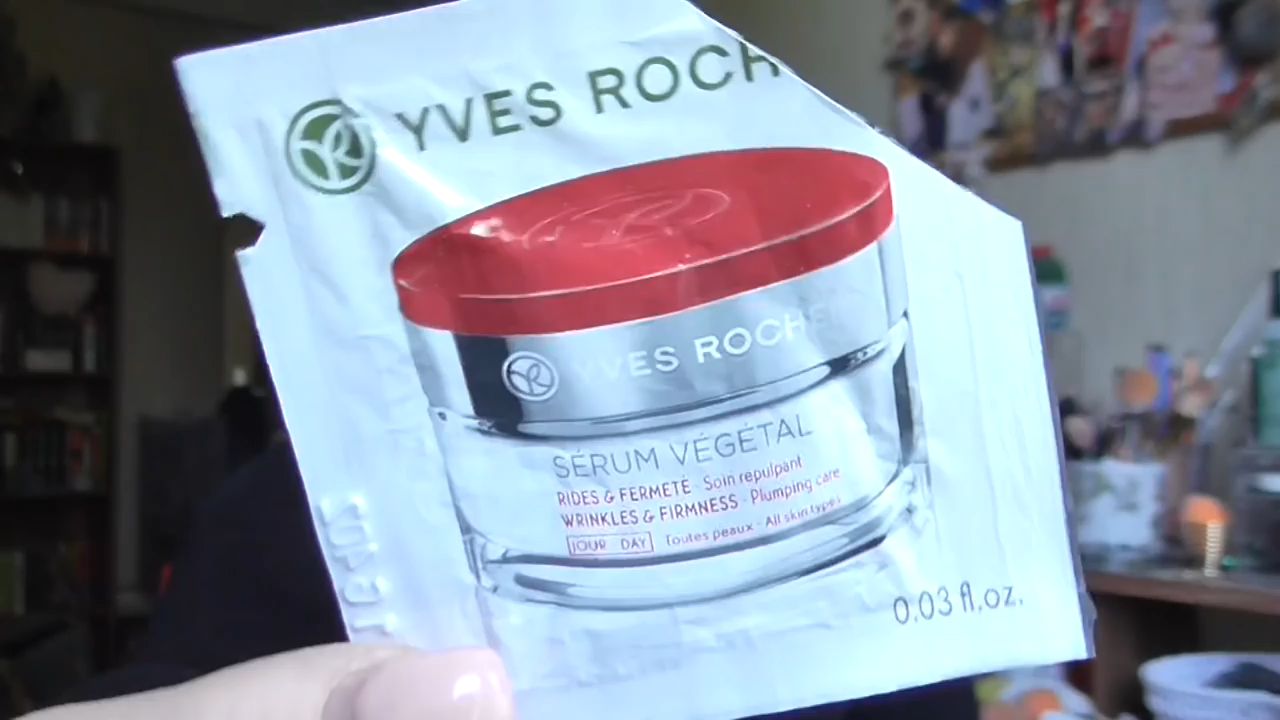 YVES ROCH
YVES ROCHE
SÉRUM VÉGÉTAL
RIDES & FERMETÉ - Soin repulpant
WRINKLES & FIRMNESS - Plumping care
JOUR DAY Toutes peaux - All skin types
0.03 fl.oz.